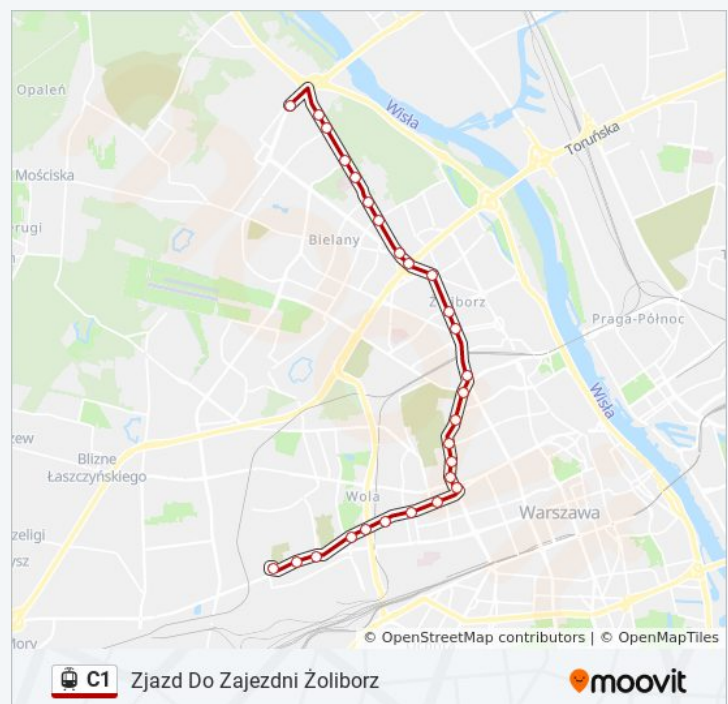 Opaleń
Wisła
Toruńska
Mościska
Bielany
Żoliborz
Praga-Północ
Wisła
Blizne
Łaszczyńskiego
Wola
Warszawa
Mory
© OpenStreetMap contributors | © OpenMapTiles
C1 Zjazd Do Zajezdni Żoliborz
moovit